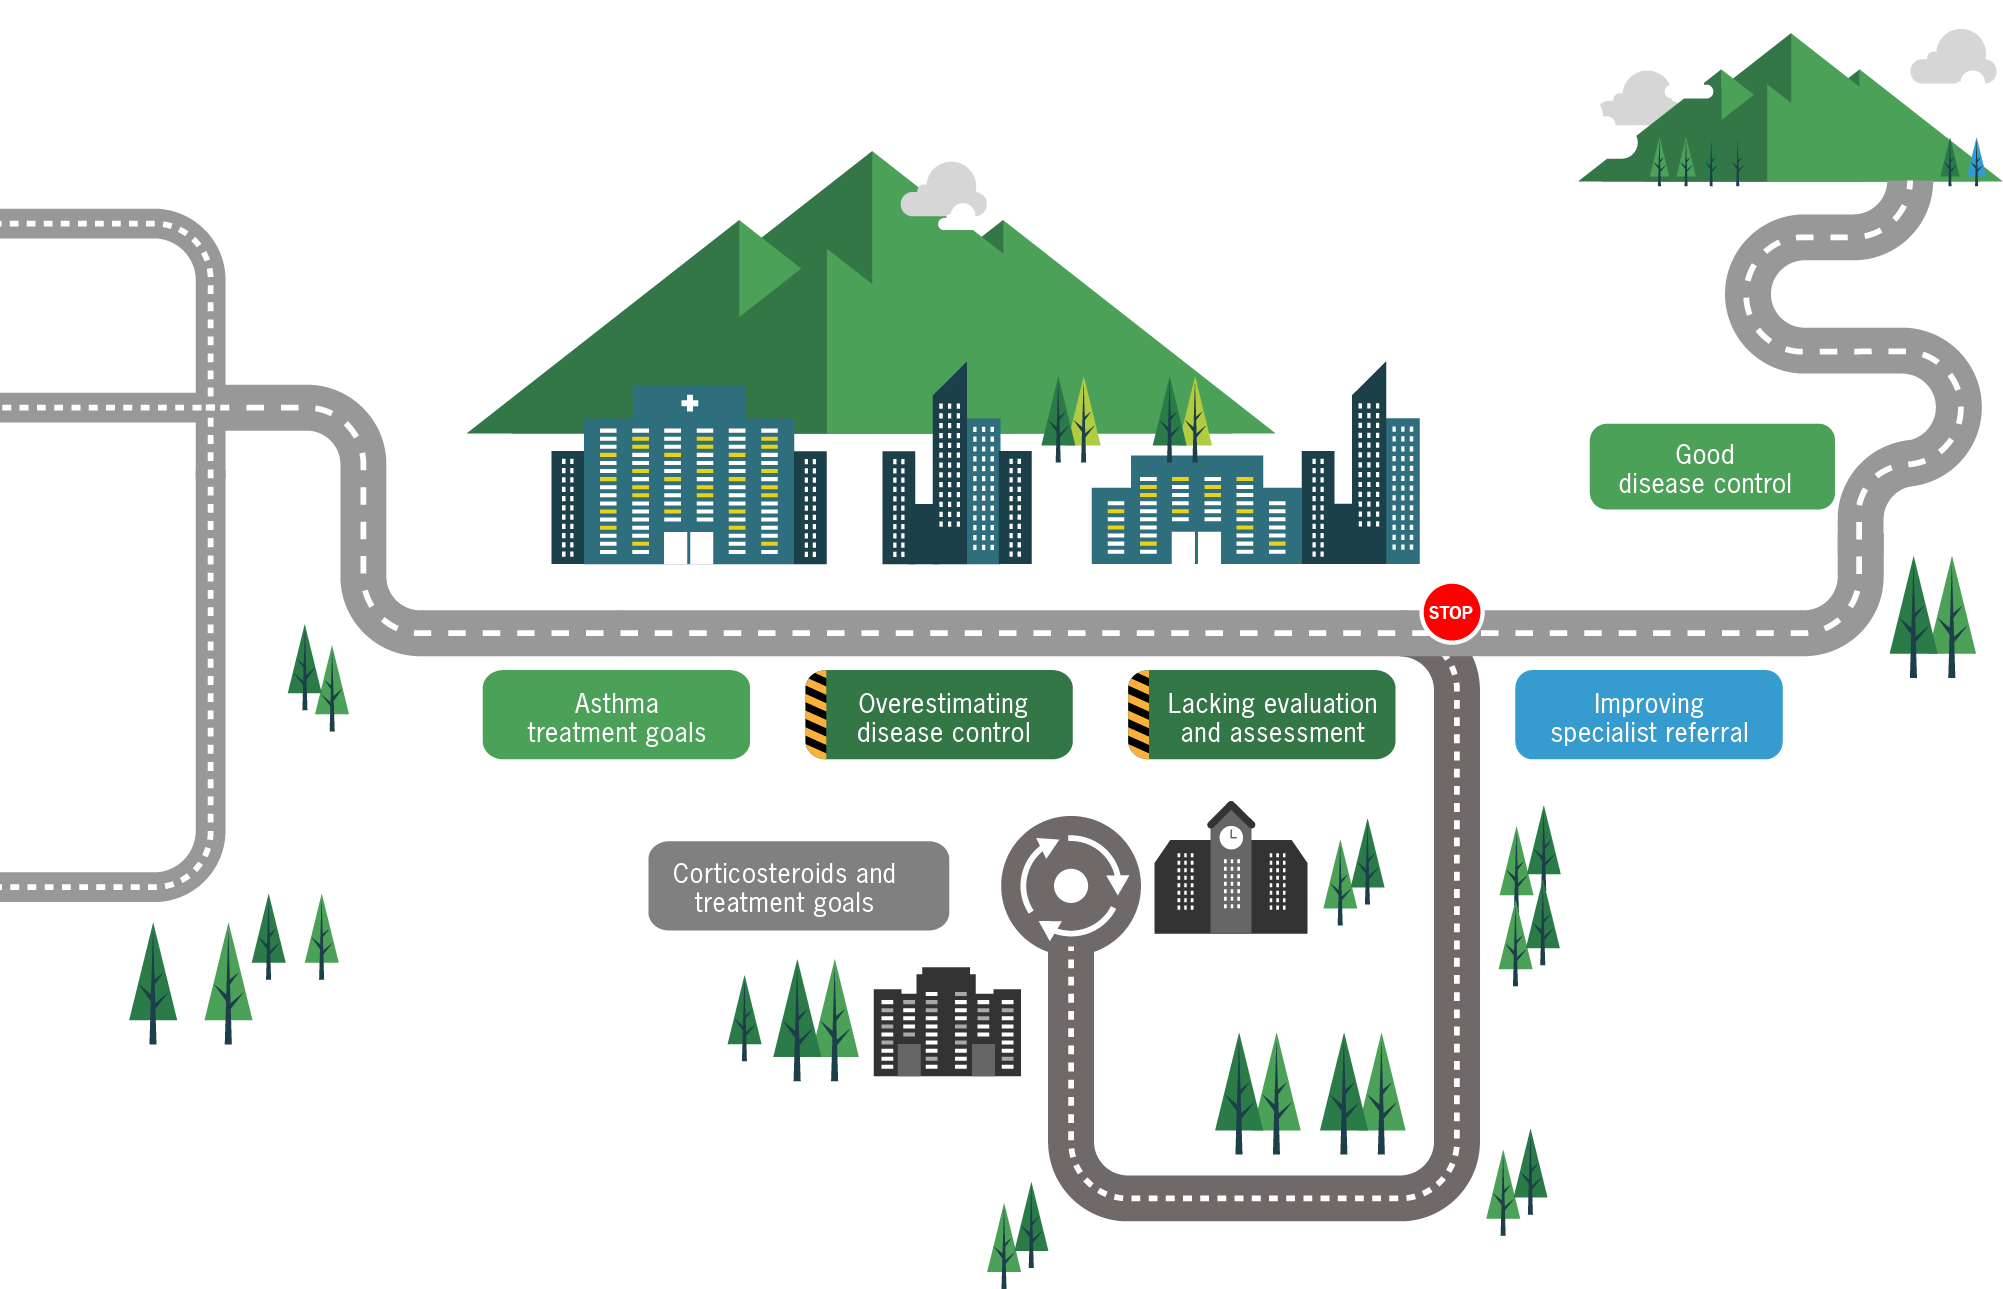 Good
disease control
STOP
Asthma
treatment goals
Overestimating
disease control
Lacking evaluation
and assessment
Improving
specialist referral
Corticosteroids and
treatment goals